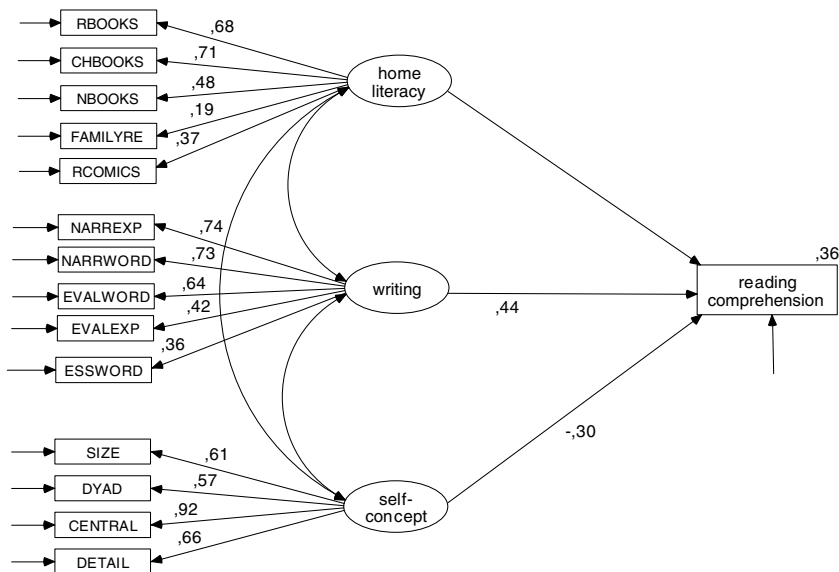 RBOOKS
,68
CHBOOKS
,71
NBOOKS
,48
FAMILYRE
,19
RCOMICS
,37
home
literacy
NARREXP
,74
NARRWORD
,73
EVALWORD
,64
EVALEXP
,42
ESSWORD
,36
writing
,44
,36
reading
comprehension
-,30
SIZE
,61
DYAD
,57
CENTRAL
,92
DETAIL
,66
self-
concept